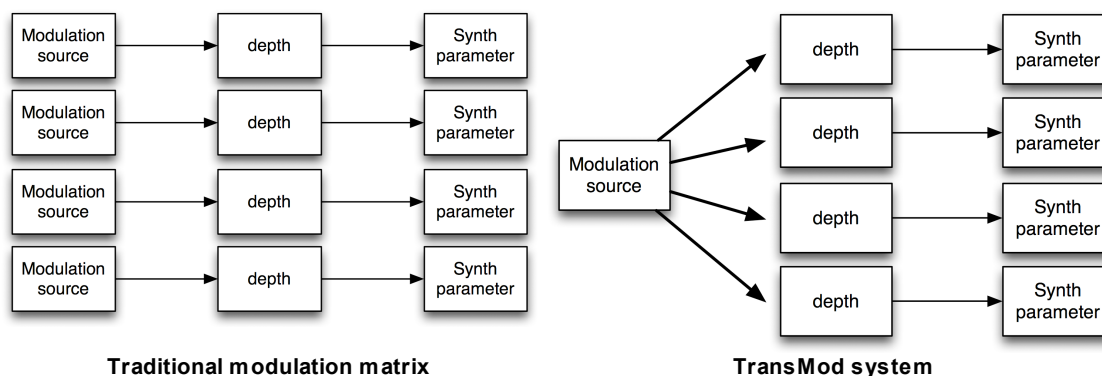 Modulation
source
depth
Synth
parameter
Modulation
source
depth
Synth
parameter
Modulation
source
depth
Synth
parameter
Modulation
source
depth
Synth
parameter
Traditional modulation matrix
Modulation
source
depth
Synth
parameter
depth
Synth
parameter
depth
Synth
parameter
depth
Synth
parameter
TransMod system